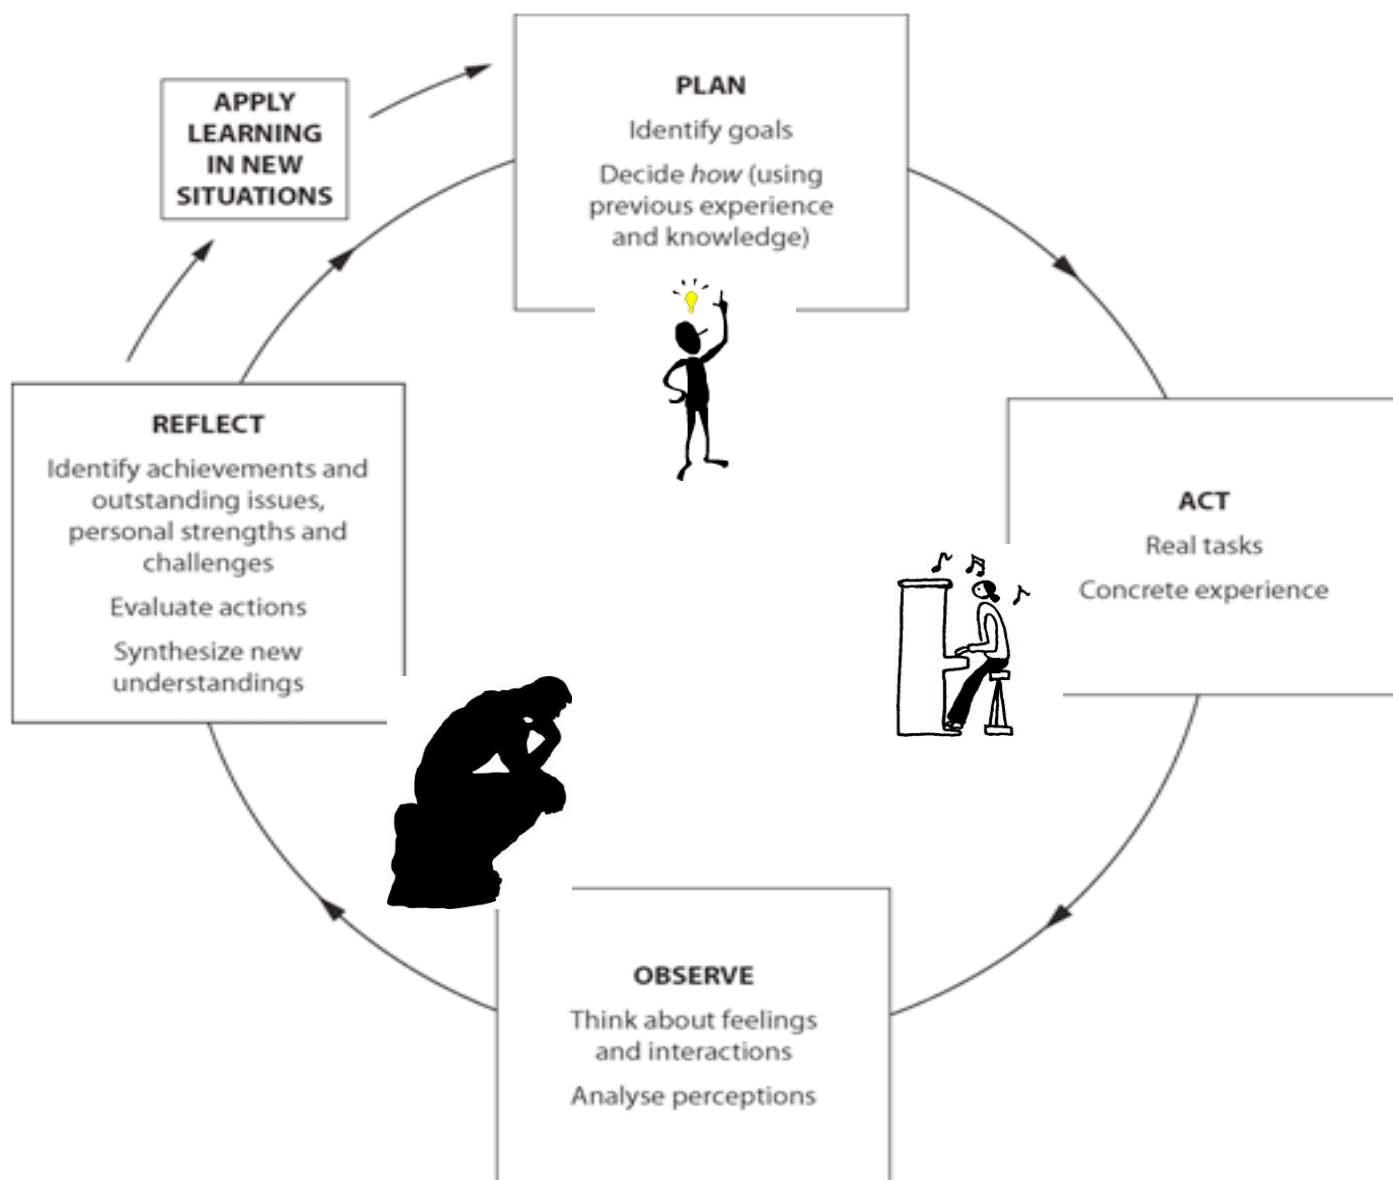 APPLY
LEARNING
IN NEW
SITUATIONS
PLAN
Identify goals
Decide how (using
previous experience
and knowledge)
REFLECT
Identify achievements and
outstanding issues,
personal strengths and
challenges
Evaluate actions
Synthesize new
understandings
ACT
Real tasks
Concrete experience
OBSERVE
Think about feelings
and interactions
Analyse perceptions